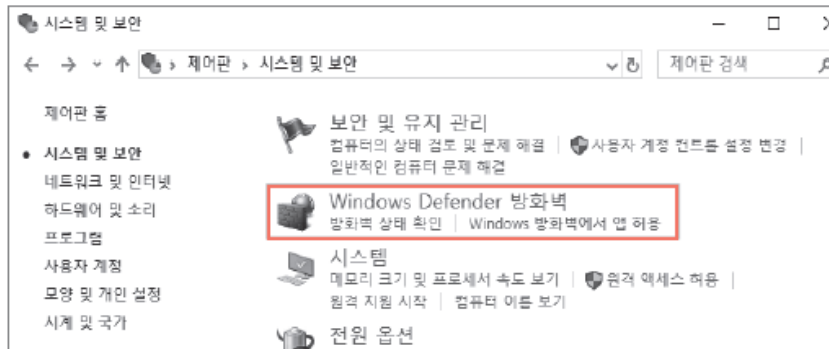 시스템 및 보안
제어판 › 시스템 및 보안
제어판 검색
제어판 홈
시스템 및 보안
네트워크 및 인터넷
하드웨어 및 소리
프로그램
사용자 계정
모양 및 개인 설정
시계 및 국가
보안 및 유지 관리
컴퓨터의 상태 검토 및 문제 해결 | 사용자 계정 컨트롤 설정 변경 |
일반적인 컴퓨터 문제 해결
Windows Defender 방화벽
방화벽 상태 확인 | Windows 방화벽에서 앱 허용
시스템
메모리 크기 및 프로세서 속도 보기 | 원격 액세스 허용 |
원격 지원 시작 | 컴퓨터 이름 보기
전원 옵션